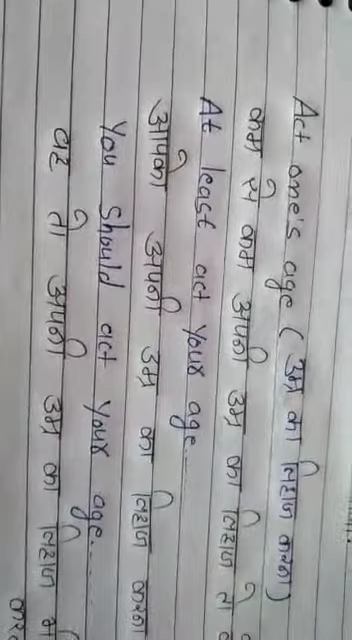 Act one's age ( उम्र का लिहाज करना )
कम से कम अपनी उम्र का लिहाज तो
At least act your age...
आपको अपनी उम्र का लिहाज करना
You should act your age....
वह तो अपनी उम्र का लिहाज